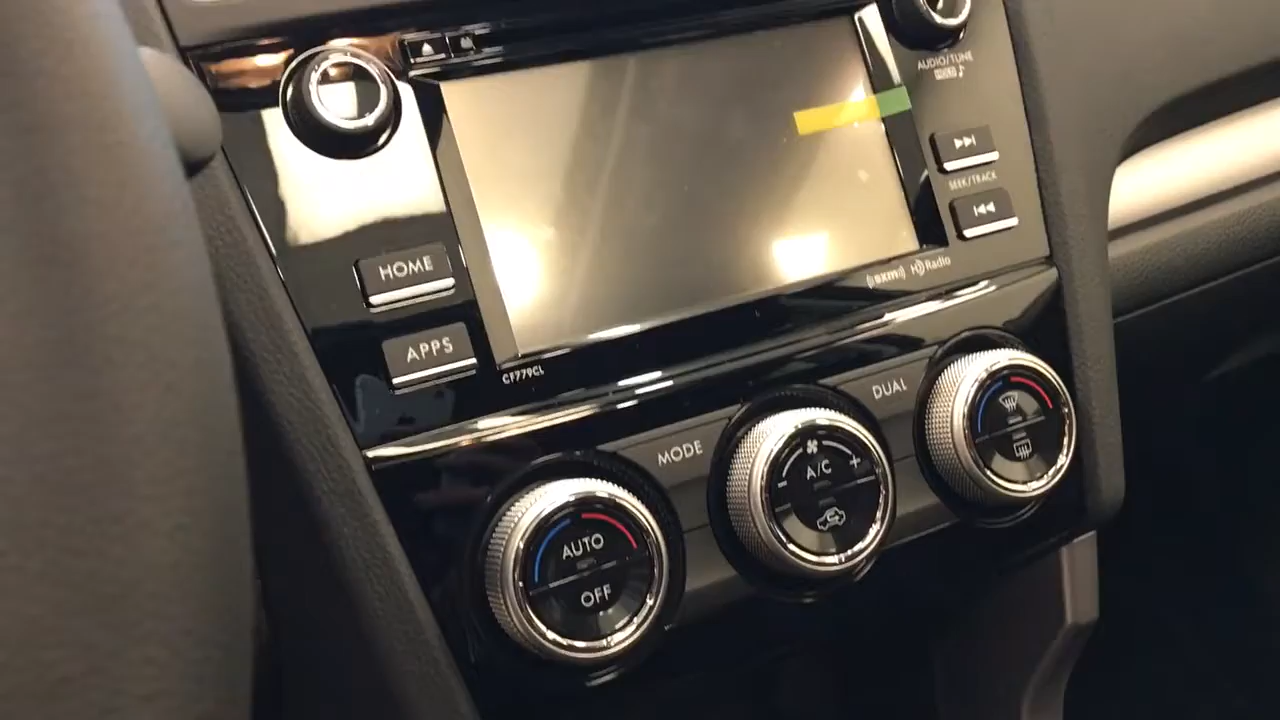 AUDIO/TUNE
SEEK/TRACK
HOME
APPS
CF779CL
((SXM))
HD Radio
MODE
DUAL
AUTO
OFF
A/C